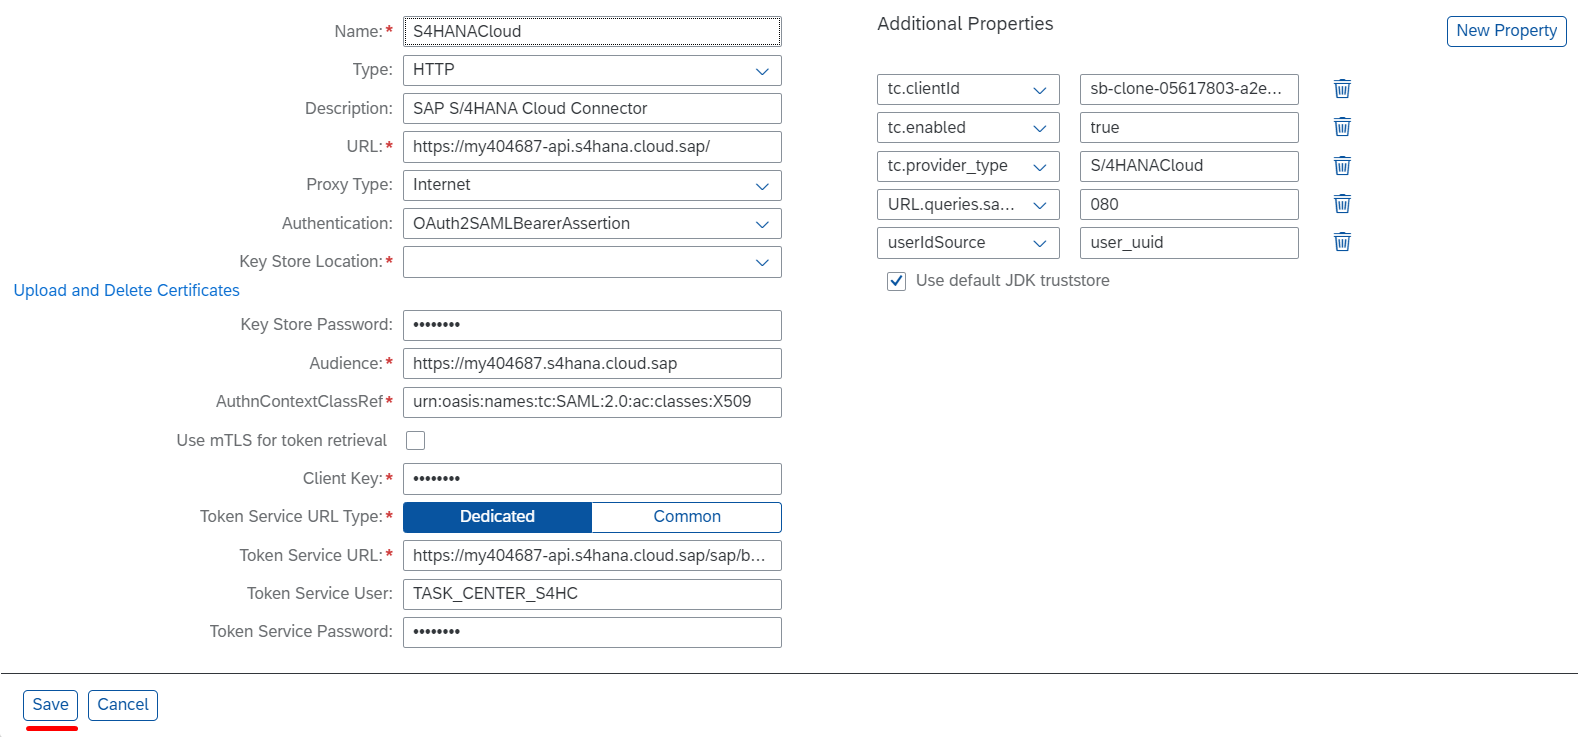 Name:* S4HANACloud
Type: HTTP
Description: SAP S/4HANA Cloud Connector
URL:* https://my404687-api.s4hana.cloud.sap/
Proxy Type: Internet
Authentication: OAuth2SAMLBearerAssertion
Key Store Location:*
Upload and Delete Certificates
Key Store Password: ••••••••
Audience:* https://my404687.s4hana.cloud.sap
AuthnContextClassRef* urn:oasis:names:tc:SAML:2.0:ac:classes:X509
Use mTLS for token retrieval
Client Key:* ••••••••
Token Service URL Type:* Dedicated Common
Token Service URL:* https://my404687-api.s4hana.cloud.sap/sap/b...
Token Service User: TASK_CENTER_S4HC
Token Service Password: ••••••••
Additional Properties
New Property
tc.clientId sb-clone-05617803-a2e...
tc.enabled true
tc.provider_type S/4HANACloud
URL.queries.sa... 080
userIdSource user_uuid
Use default JDK truststore
Save Cancel